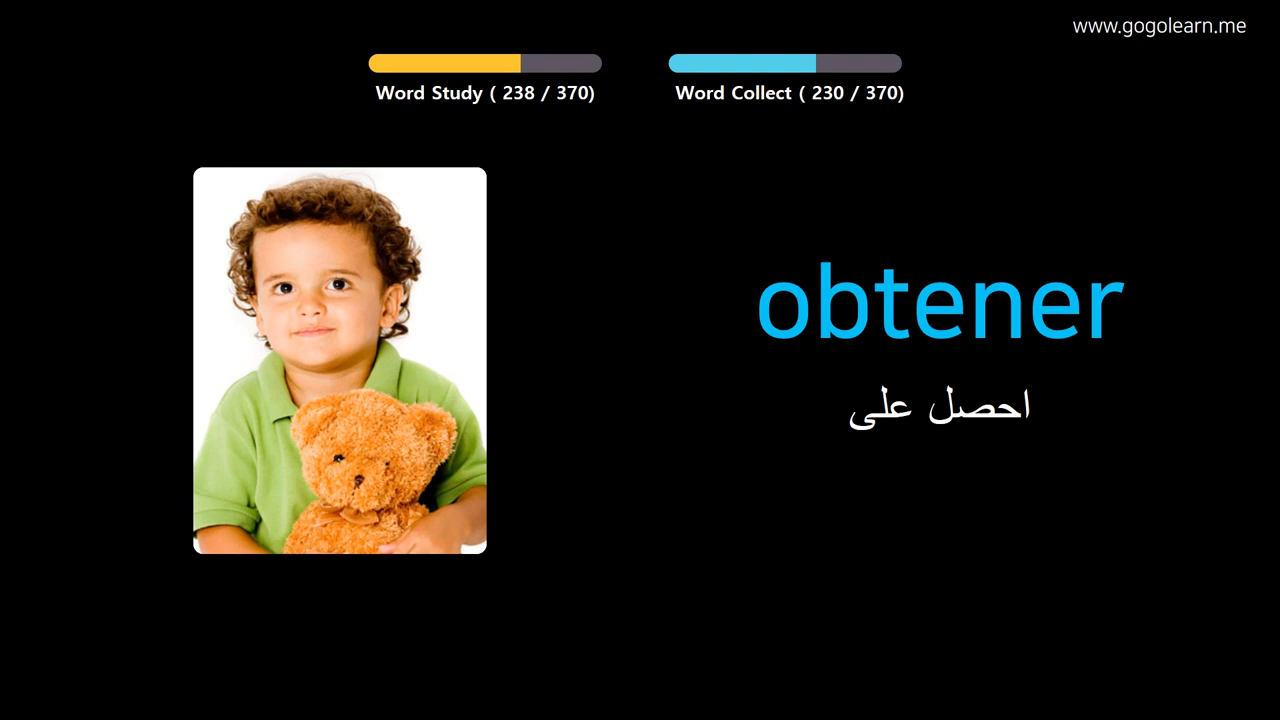 www.gogolearn.me
Word Study ( 238 / 370)
Word Collect ( 230 / 370)
obtener
احصل على